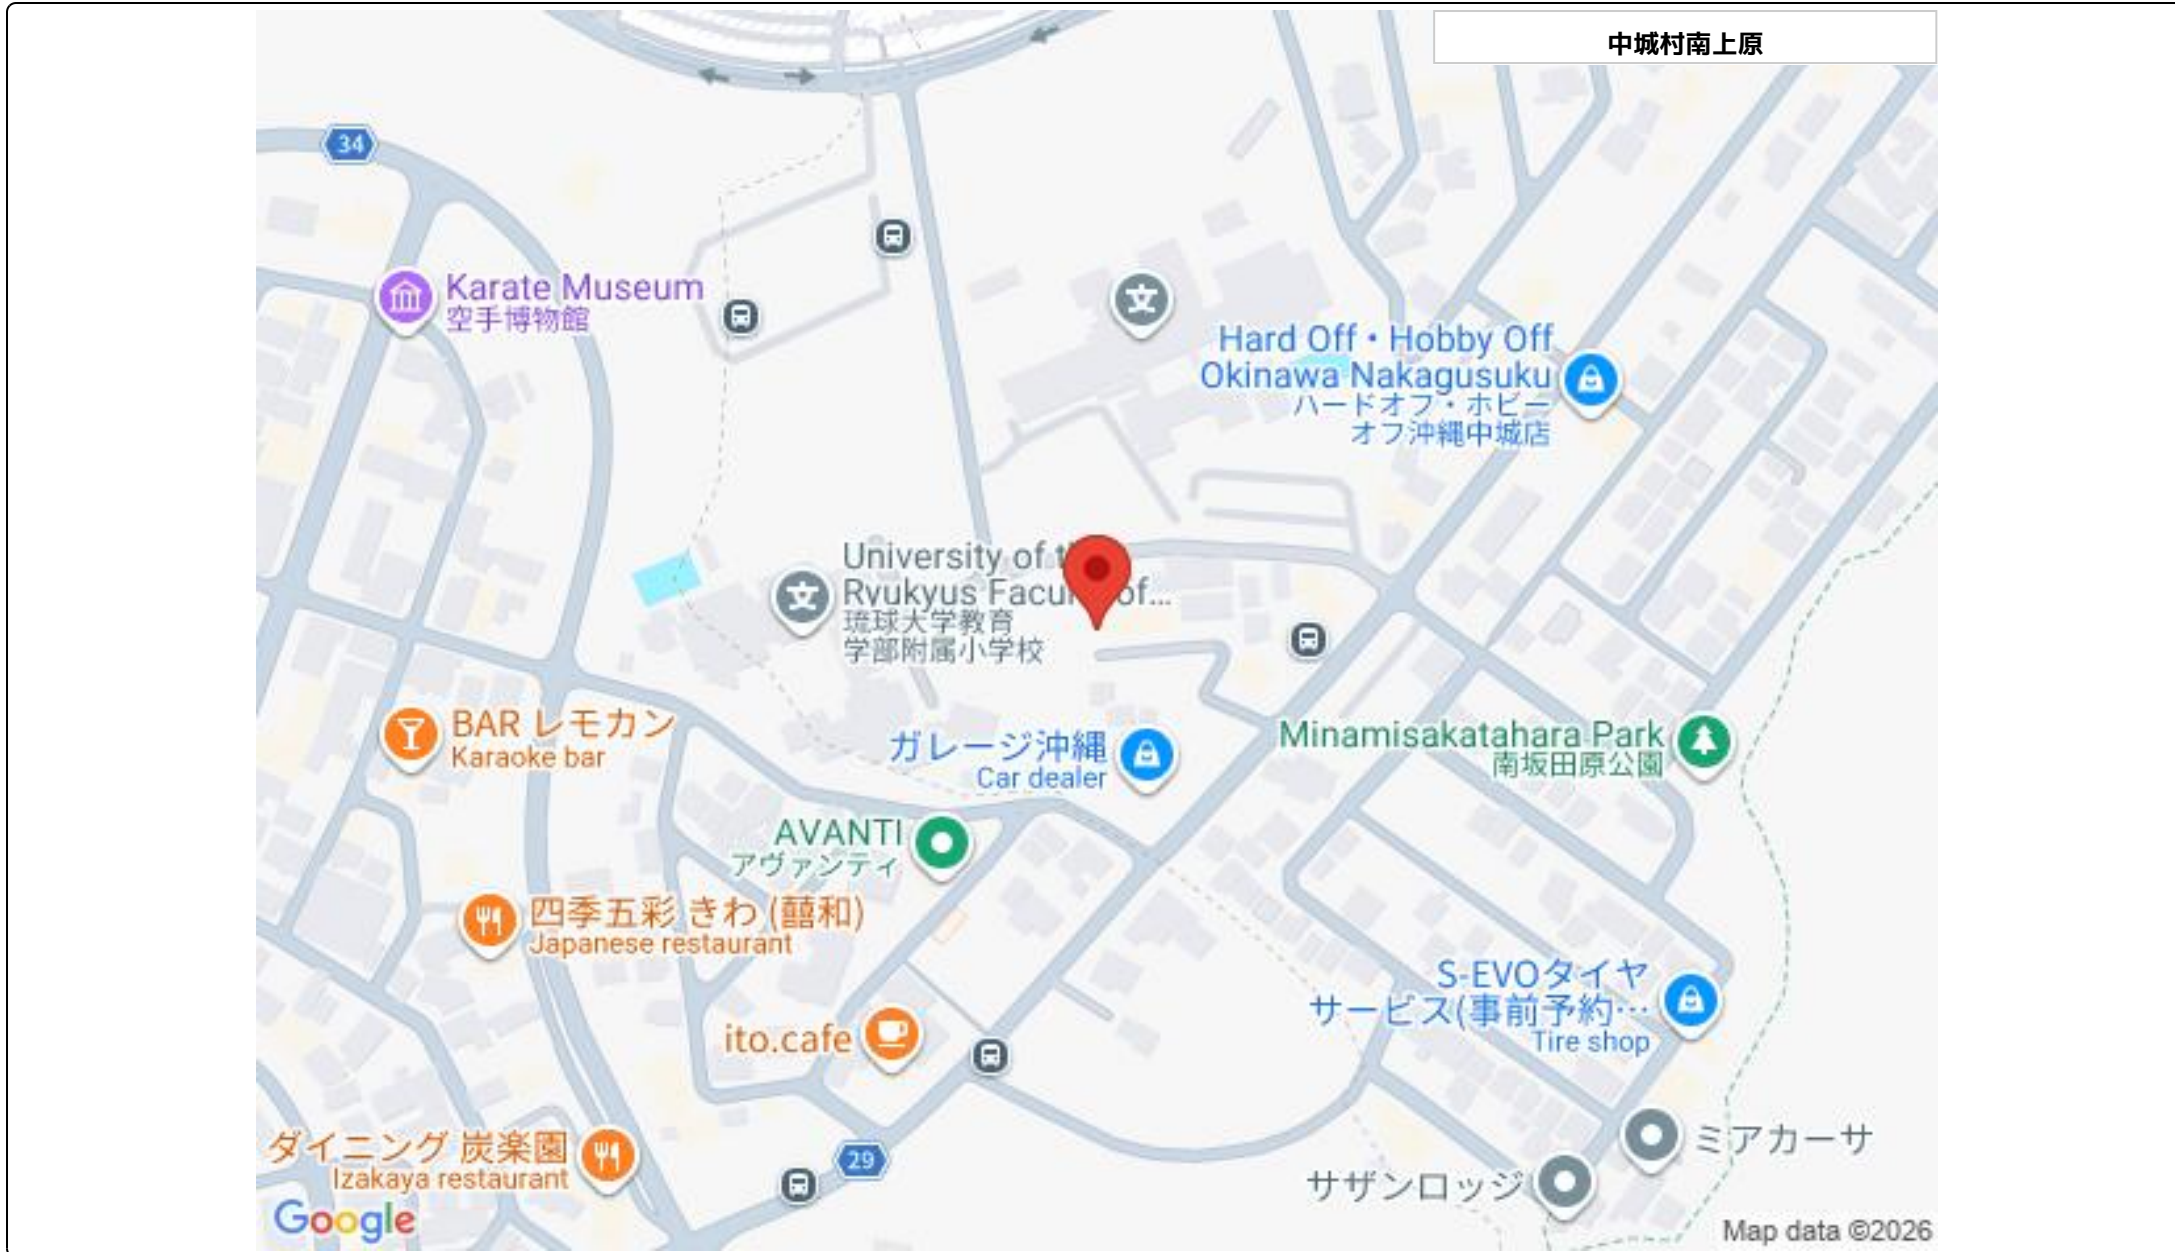 中城村南上原
34
Karate Museum
空手博物館
Hard Off・Hobby Off
Okinawa Nakagusuku
ハードオフ・ホビー
オフ沖縄中城店
University of
Ryukyus of...
琉球大学教育
学部附属小学校
BAR レモカン
Karaoke bar
ガレージ沖縄
Car dealer
Minamisakatahara Park
南坂田原公園
AVANTI
アヴァンティ
四季五彩 きわ (囍和)
Japanese restaurant
S-EVOタイヤ
サービス(事前予約…
Tire shop
ito.cafe
ダイニング 炭楽園
Izakaya restaurant
29
ミアカーサ
サザンロッジ
Google
Map data ©2026